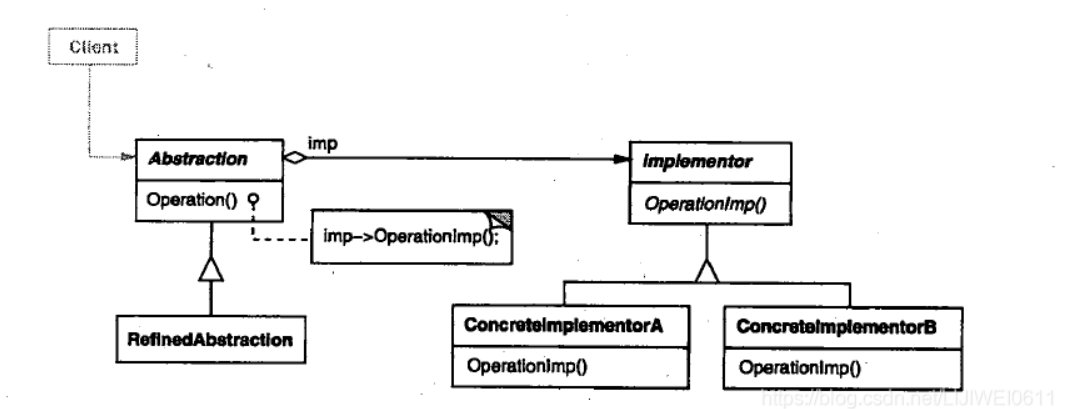 Client
imp
Abstraction
Implementor
Operation()
OperationImp()
imp->OperationImp();
RefinedAbstraction
ConcreteImplementorA
ConcreteImplementorB
OperationImp()
OperationImp()
https://blog.csdn.net/LIJIWEI0611